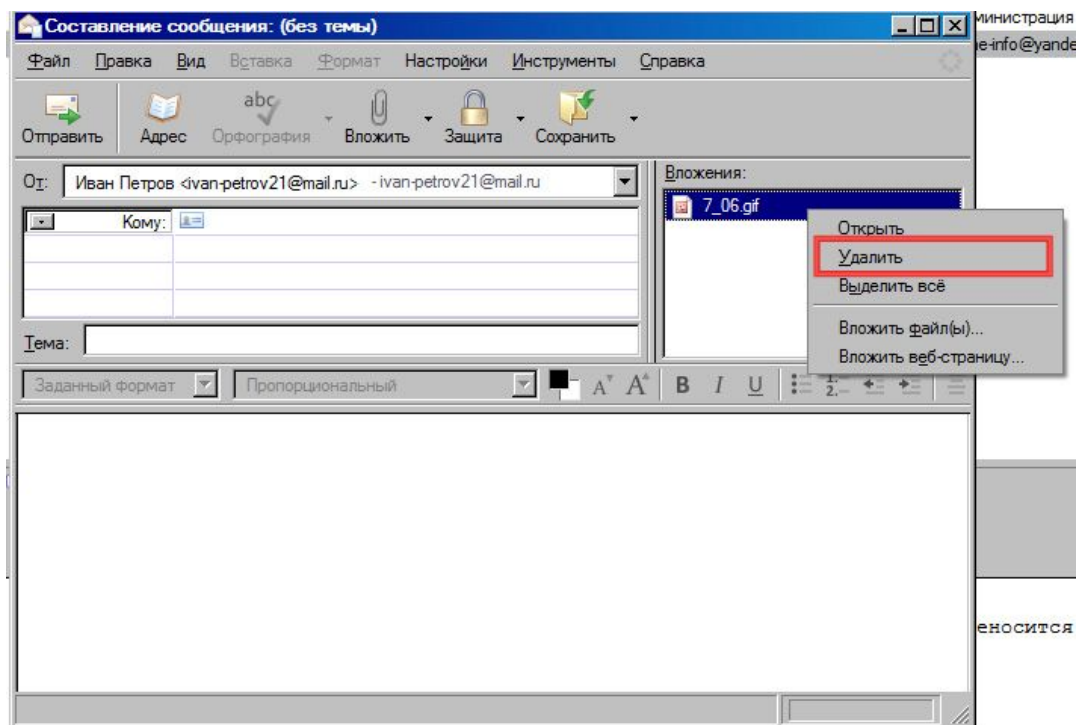 Составление сообщения: (без темы)
министрация
e-info@yande
Файл Правка Вид Вставка Формат Настройки Инструменты Справка
abc
Отправить Адрес Орфография Вложить Защита Сохранить
От: Иван Петров <ivan-petrov21@mail.ru> - ivan-petrov21@mail.ru
Вложения:
7_06.gif
Кому:
Открыть
Удалить
Выделить всё
Вложить файл(ы)...
Вложить веб-страницу...
Тема:
Заданный формат Пропорциональный A A B I U 1. 2.
еносится